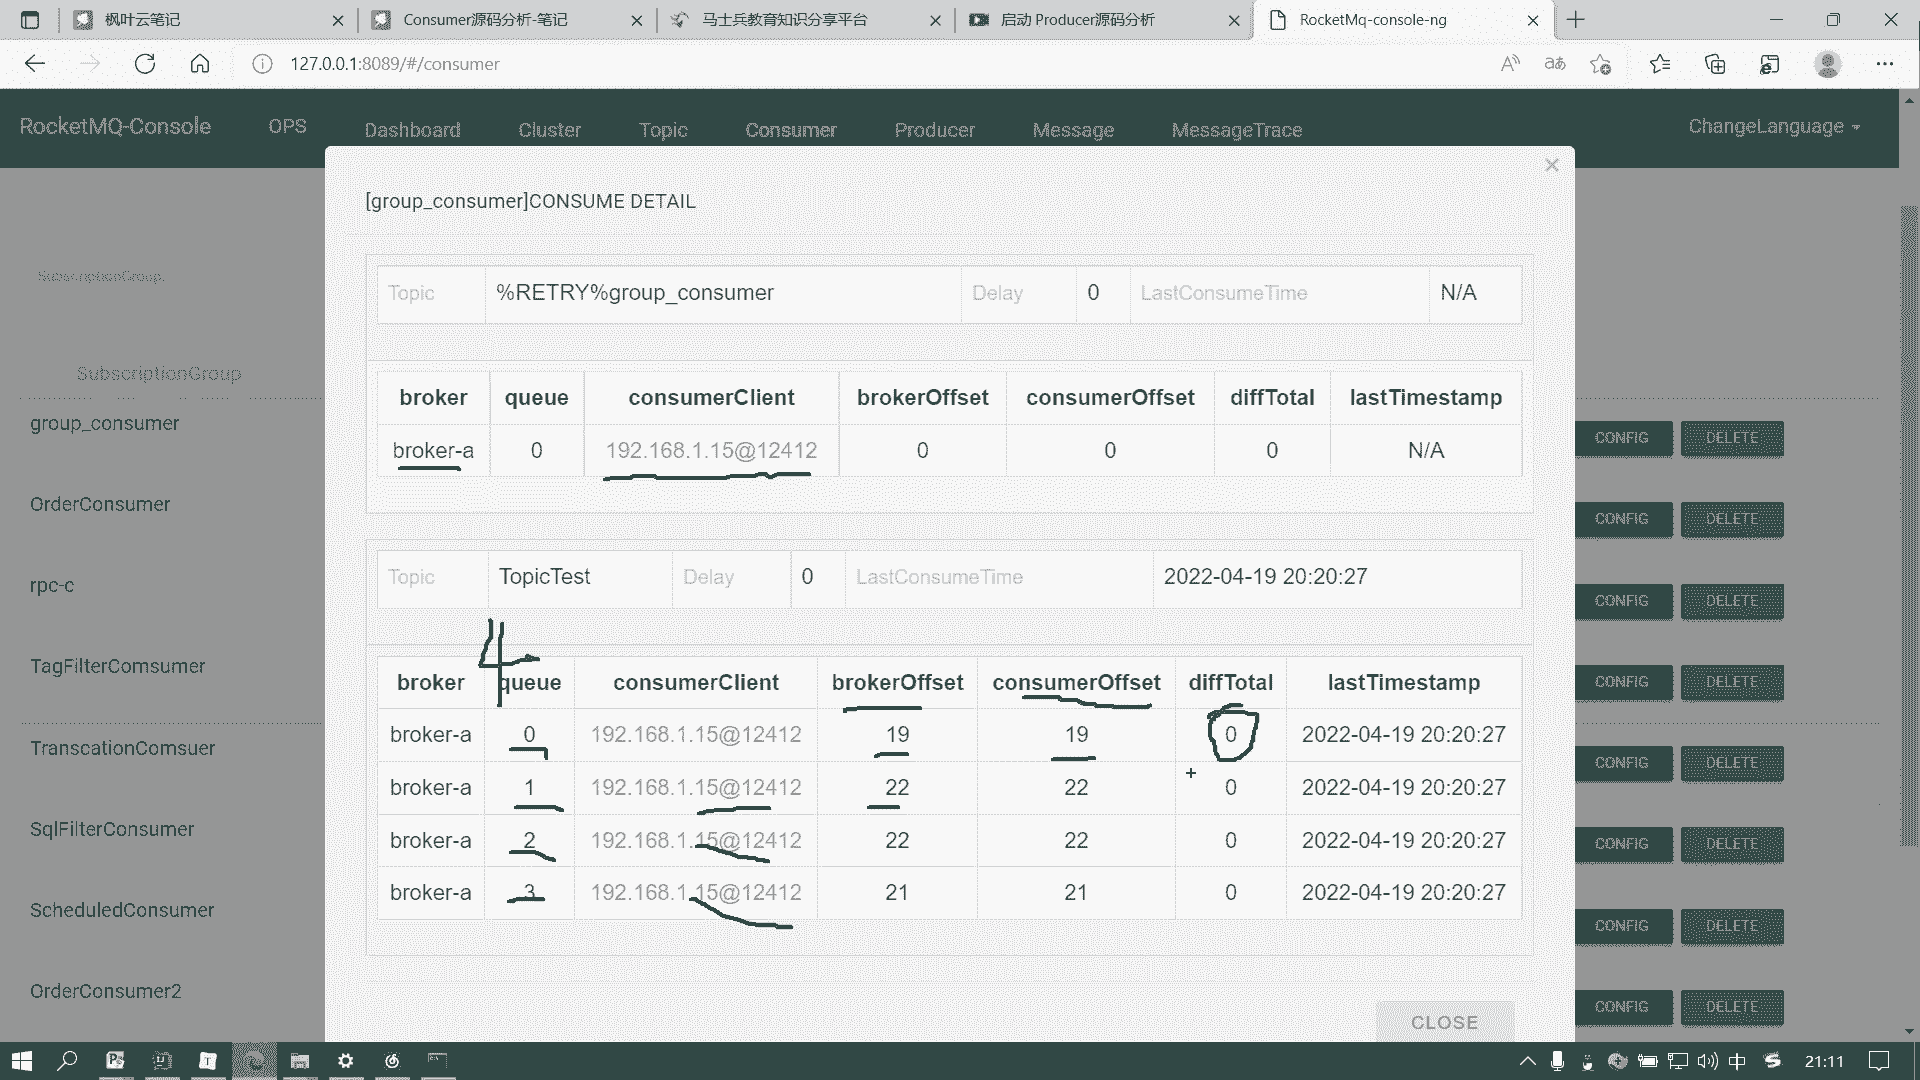 枫叶云笔记
Consumer源码分析-笔记
马士兵教育知识分享平台
启动 Producer源码分析
RocketMq-console-ng
127.0.0.1:8089/#/consumer
RocketMQ-Console
OPS
Dashboard
Cluster
Topic
Consumer
Producer
Message
MessageTrace
ChangeLanguage
[group_consumer]CONSUME DETAIL
SubscriptionGroup:
Topic %RETRY%group_consumer Delay 0 LastConsumeTime N/A
SubscriptionGroup
broker queue consumerClient brokerOffset consumerOffset diffTotal lastTimestamp
broker-a 0 192.168.1.15@12412 0 0 0 N/A
group_consumer CONFIG DELETE
OrderConsumer CONFIG DELETE
Topic TopicTest Delay 0 LastConsumeTime 2022-04-19 20:20:27
rpc-c CONFIG DELETE
4
TagFilterComsumer CONFIG DELETE
broker queue consumerClient brokerOffset consumerOffset diffTotal lastTimestamp
broker-a 0 192.168.1.15@12412 19 19 0 2022-04-19 20:20:27
TranscationComsuer CONFIG DELETE
broker-a 1 192.168.1.15@12412 22 22 0 2022-04-19 20:20:27
SqlFilterConsumer CONFIG DELETE
broker-a 2 192.168.1.15@12412 22 22 0 2022-04-19 20:20:27
broker-a 3 192.168.1.15@12412 21 21 0 2022-04-19 20:20:27
ScheduledConsumer CONFIG DELETE
OrderConsumer2 CONFIG DELETE
CLOSE
中
21:11